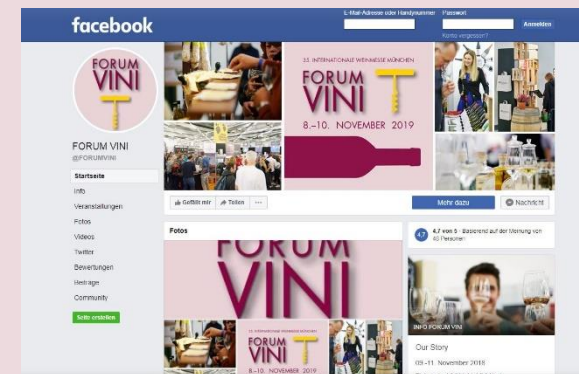 facebook
E-Mail-Adresse oder Handynummer
Passwort
Anmelden
Konto vergessen?
FORUM
VINI
FORUM VINI
@FORUMVINI
Startseite
Info
Veranstaltungen
Fotos
Videos
Twitter
Bewertungen
Beiträge
Community
Seite erstellen
35. INTERNATIONALE WEINMESSE MÜNCHEN
FORUM
VINI
8.–10. NOVEMBER 2019
Gefällt mir
Teilen
Mehr dazu
Nachricht
Fotos
FORUM
VINI
FORUM
VINI
8.–10. NOVEMBER 2019
4,7
4,7 von 5 · Basierend auf der Meinung von
INFO FORUM VINI
Our Story
09.-11. November 2018